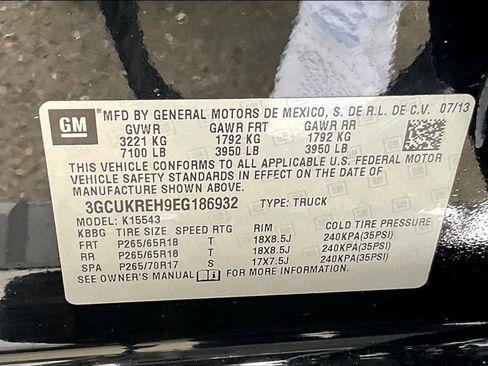 GM
MFD BY GENERAL MOTORS DE MEXICO, S. DE R.L. DE C.V. 07/13
GVWR GAWR FRT GAWR RR
3221 KG 1792 KG 1792 KG
7100 LB 3950 LB 3950 LB
THIS VEHICLE CONFORMS TO ALL APPLICABLE U.S. FEDERAL MOTOR
VEHICLE SAFETY STANDARDS IN EFFECT ON THE DATE OF
MANUFACTURE SHOWN ABOVE.
3GCUKREH9EG186932 TYPE: TRUCK
MODEL: K15543
KBBG TIRE SIZE SPEED RTG RIM COLD TIRE PRESSURE
FRT P265/65R18 T 18X8.5J 240KPA(35PSI)
RR P265/65R18 T 18X8.5J 240KPA(35PSI)
SPA P265/70R17 S 17X7.5J 240KPA(35PSI)
SEE OWNER'S MANUAL FOR MORE INFORMATION.